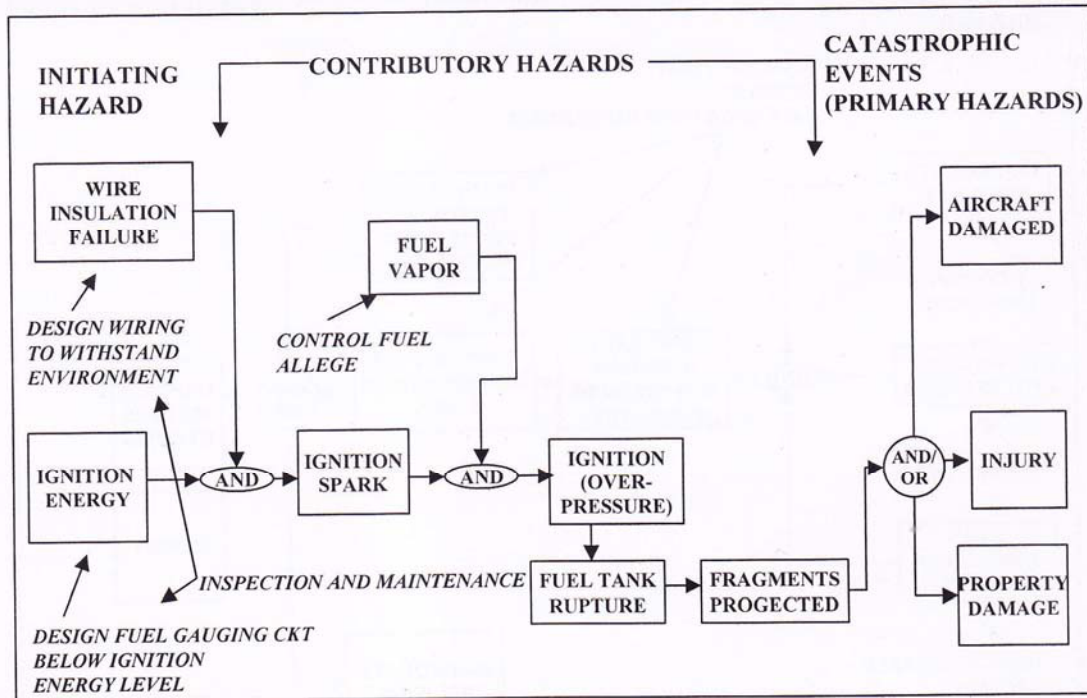 INITIATING
HAZARD
CONTRIBUTORY HAZARDS
CATASTROPHIC
EVENTS
(PRIMARY HAZARDS)
WIRE
INSULATION
FAILURE
FUEL
VAPOR
AIRCRAFT
DAMAGED
DESIGN WIRING
TO WITHSTAND
ENVIRONMENT
CONTROL FUEL
ALLEGE
IGNITION
ENERGY
AND
IGNITION
SPARK
AND
IGNITION
(OVER-
PRESSURE)
AND/
OR
INJURY
INSPECTION AND MAINTENANCE
FUEL TANK
RUPTURE
FRAGMENTS
PROGECTED
PROPERTY
DAMAGE
DESIGN FUEL GAUGING CKT
BELOW IGNITION
ENERGY LEVEL